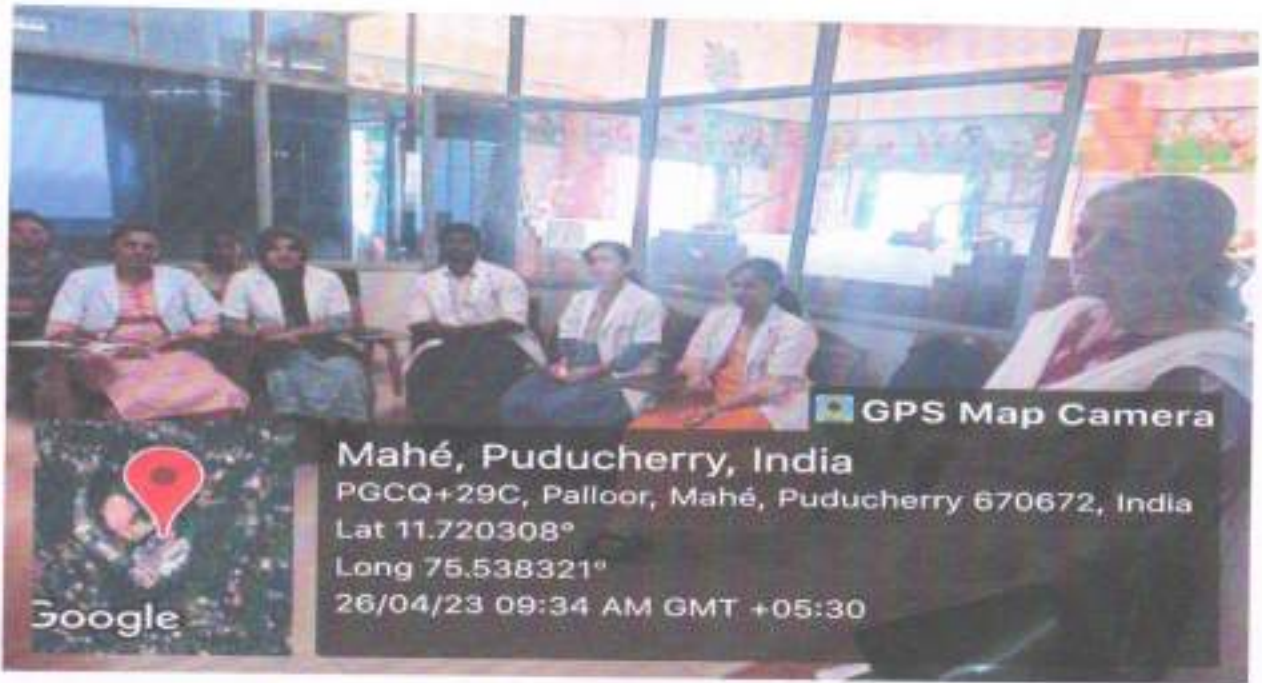 GPS Map Camera
Mahé, Puducherry, India
PGCQ+29C, Palloor, Mahé, Puducherry 670672, India
Lat 11.720308°
Long 75.538321°
26/04/23 09:34 AM GMT +05:30
Google